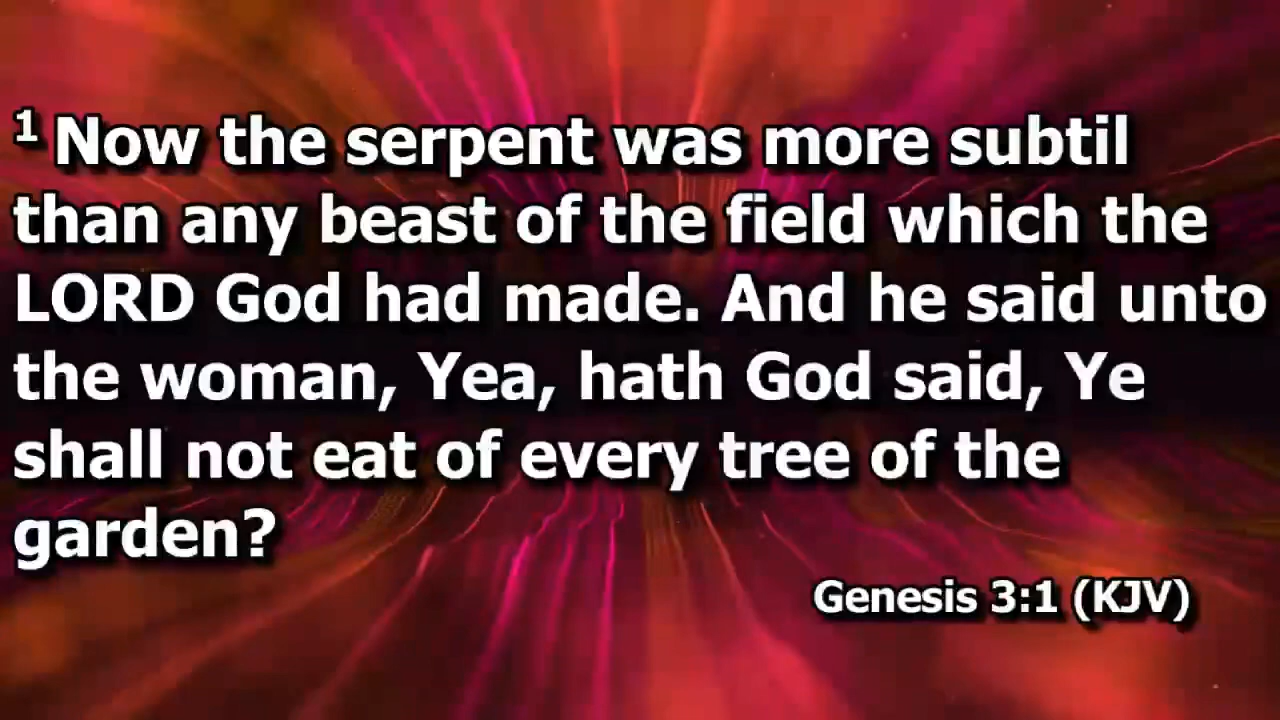 1 Now the serpent was more subtil
than any beast of the field which the
LORD God had made. And he said unto
the woman, Yea, hath God said, Ye
shall not eat of every tree of the
garden?
Genesis 3:1 (KJV)